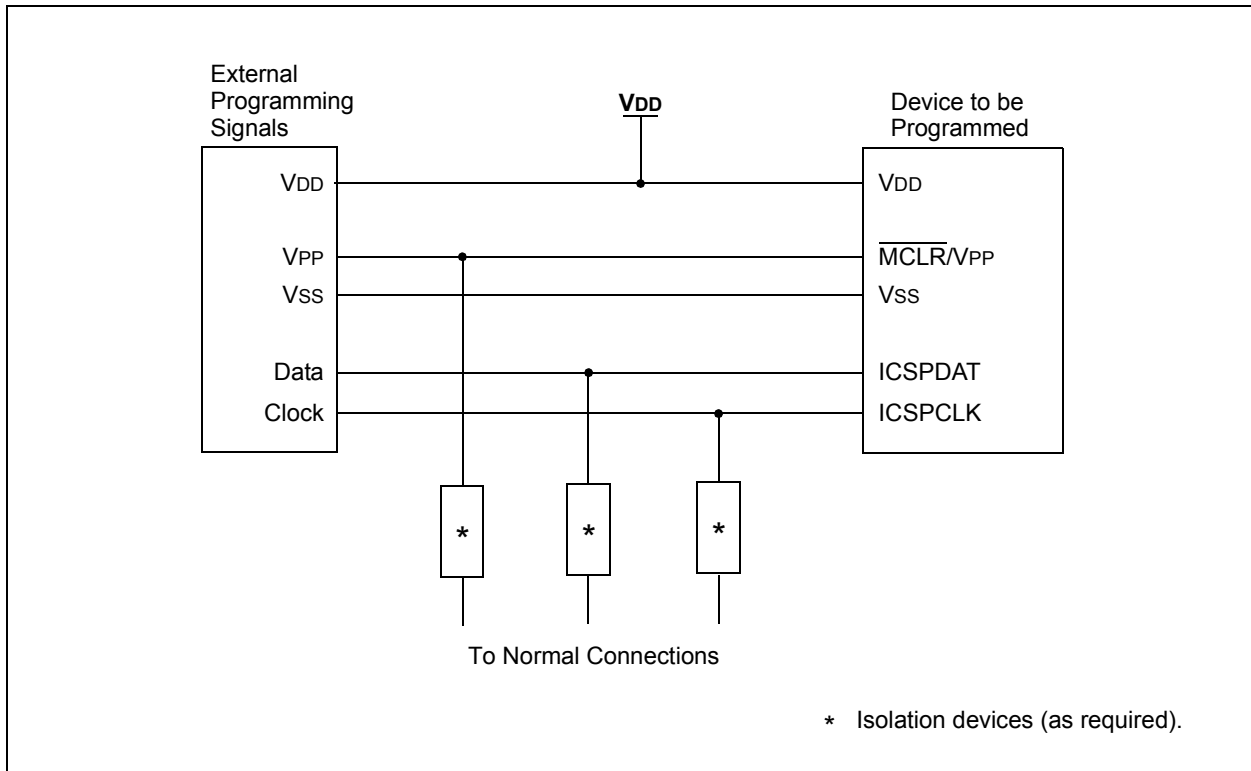 External
Programming
Signals
VDD
Device to be
Programmed
VDD
VDD
VPP
MCLR/VPP
VSS
VSS
Data
ICSPDAT
Clock
ICSPCLK
*
*
*
To Normal Connections
* Isolation devices (as required).